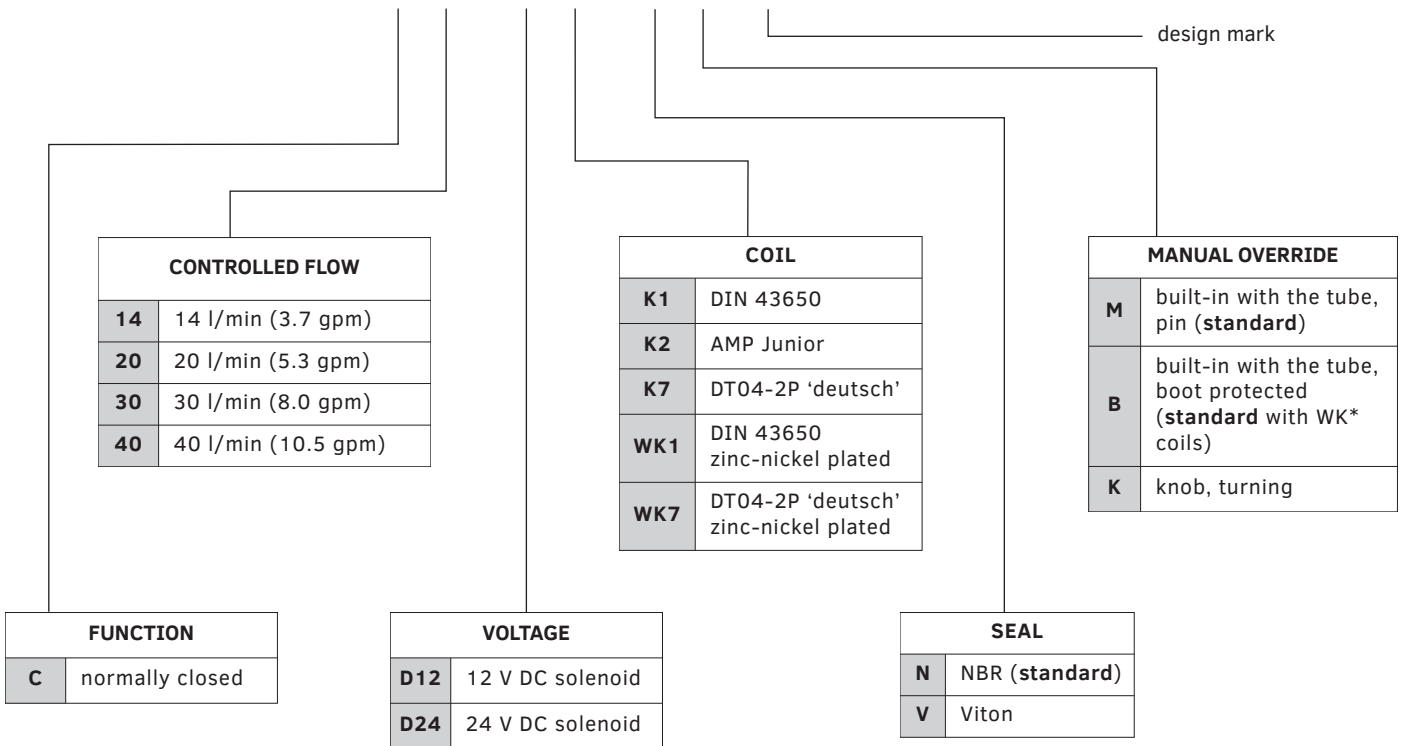 design mark
CONTROLLED FLOW
14 14 l/min (3.7 gpm)
20 20 l/min (5.3 gpm)
30 30 l/min (8.0 gpm)
40 40 l/min (10.5 gpm)
COIL
K1 DIN 43650
K2 AMP Junior
K7 DT04-2P ‘deutsch’
WK1 DIN 43650
zinc-nickel plated
WK7 DT04-2P ‘deutsch’
zinc-nickel plated
MANUAL OVERRIDE
M built-in with the tube,
pin (standard)
B built-in with the tube,
boot protected
(standard with WK*
coils)
K knob, turning
FUNCTION
C normally closed
VOLTAGE
D12 12 V DC solenoid
D24 24 V DC solenoid
SEAL
N NBR (standard)
V Viton